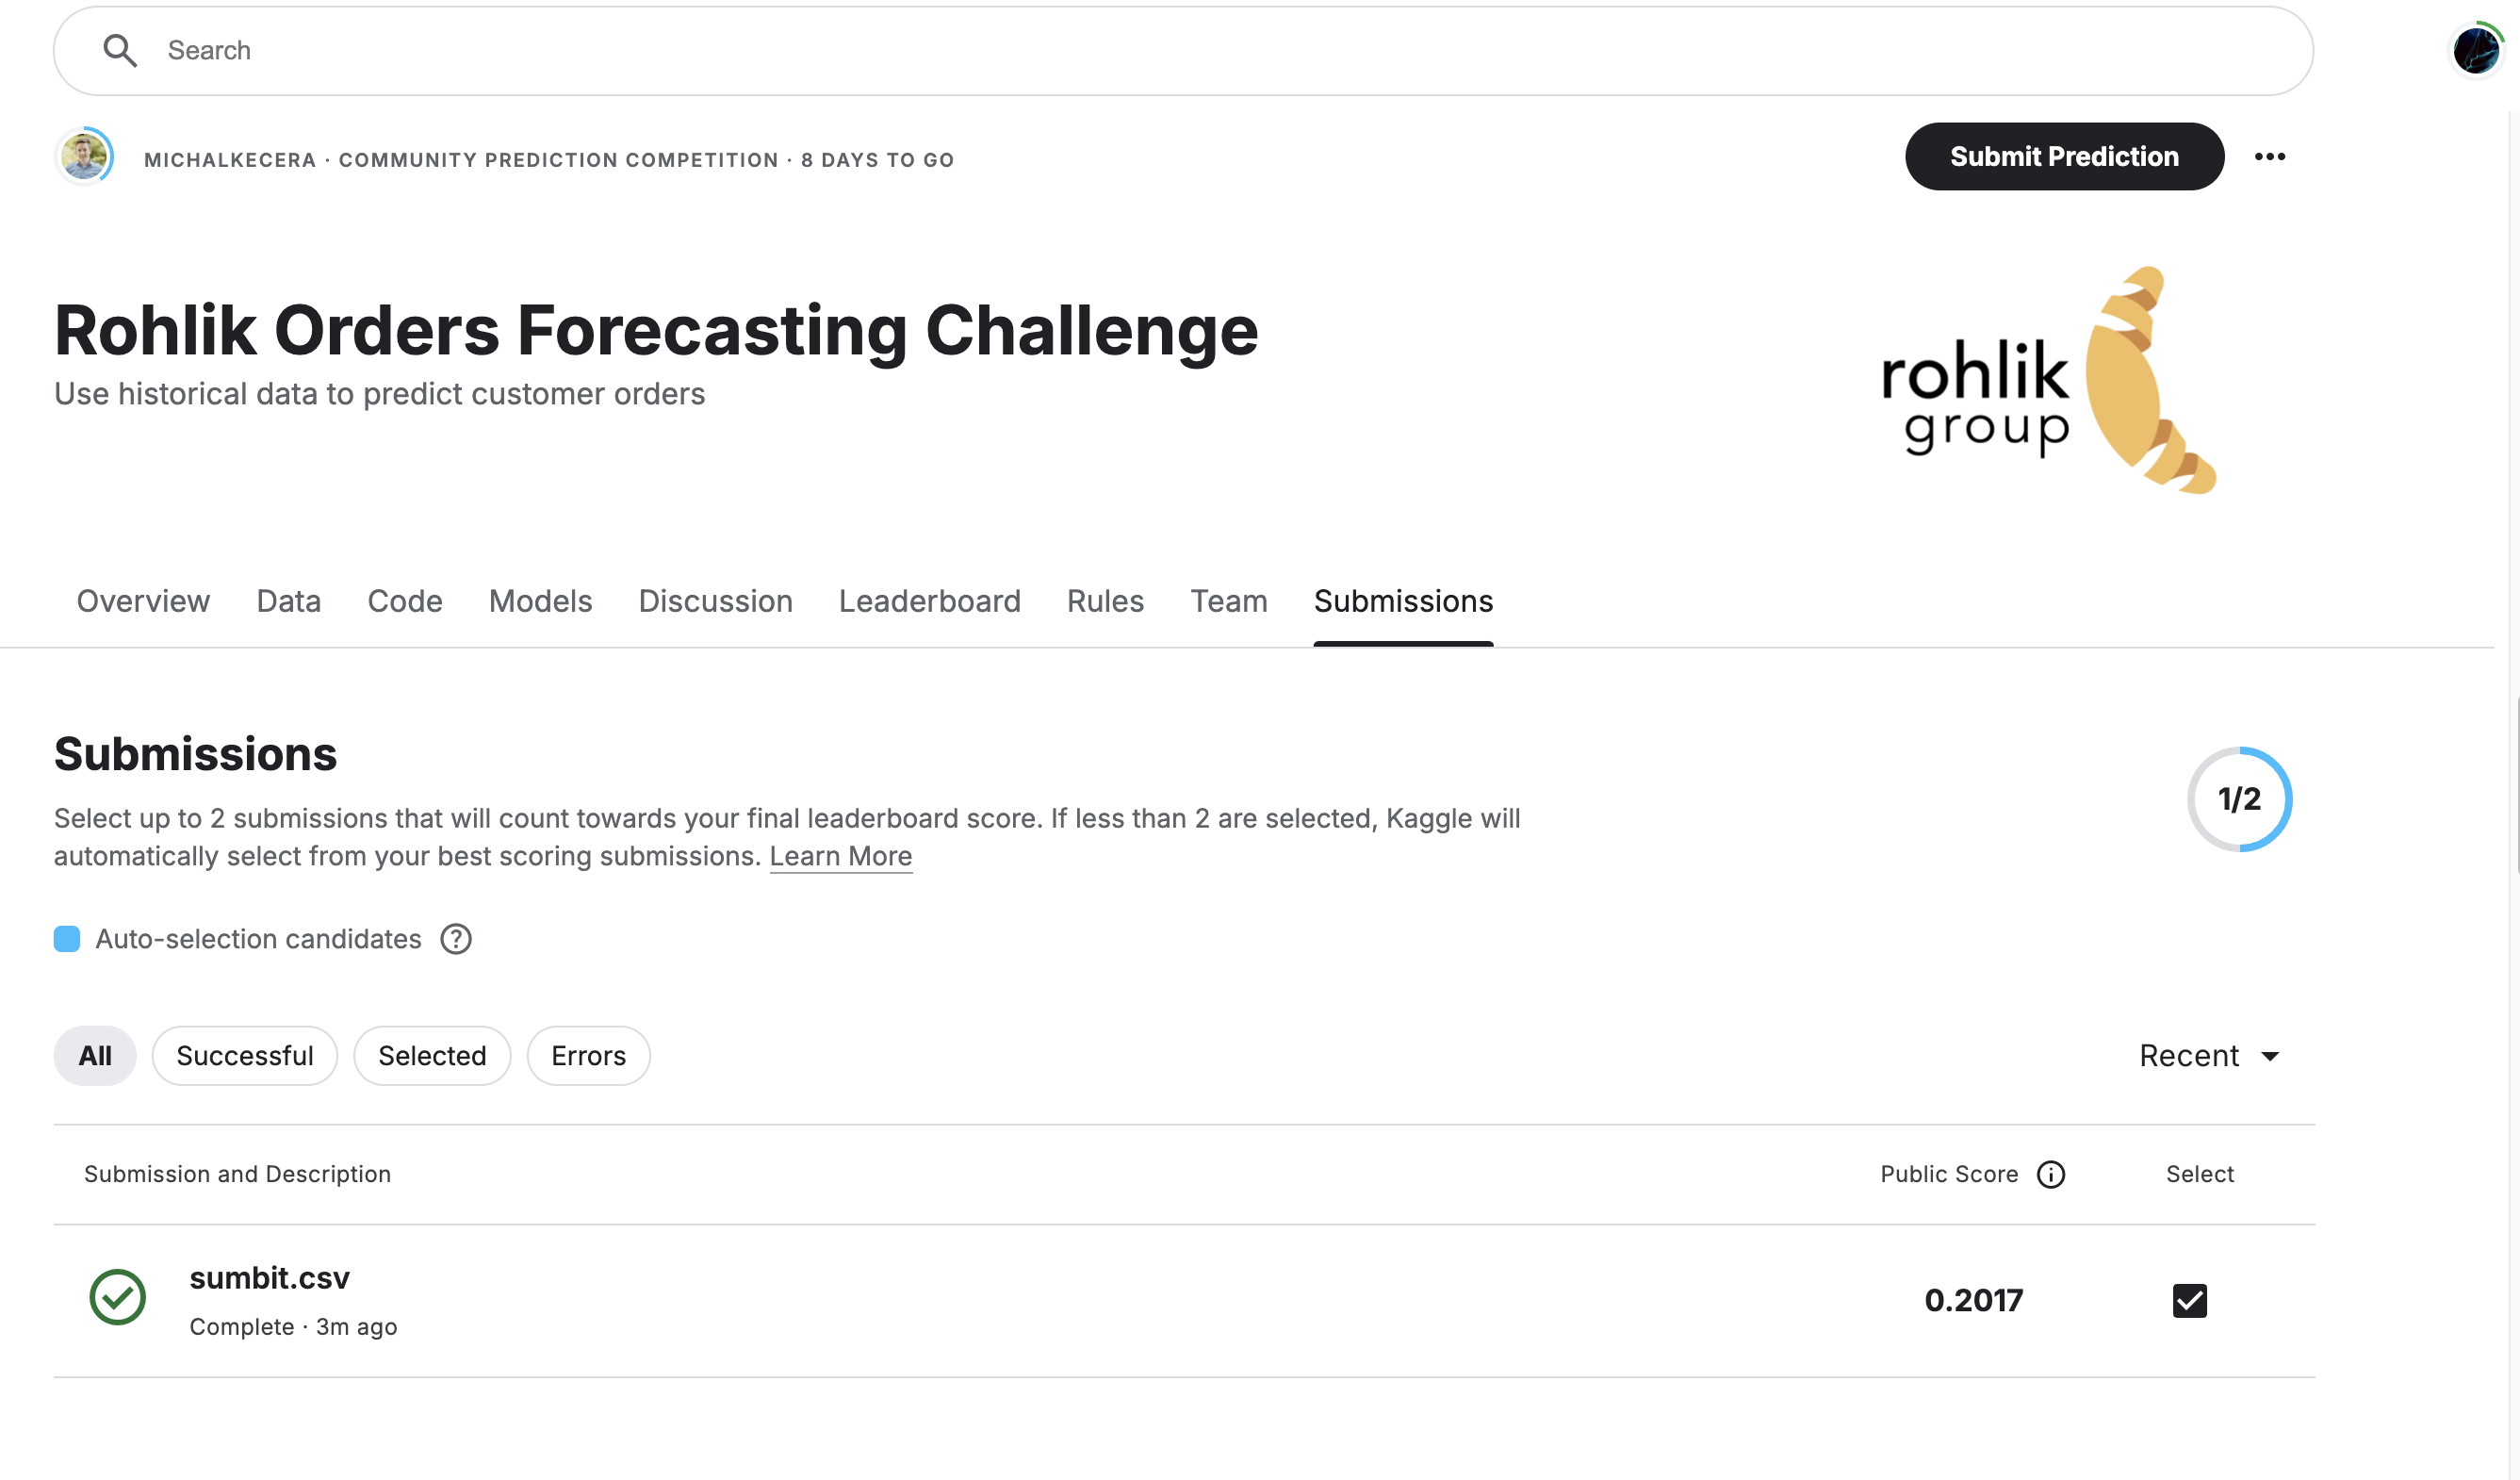 Search
MICHALKECERA · COMMUNITY PREDICTION COMPETITION · 8 DAYS TO GO
Submit Prediction
Rohlik Orders Forecasting Challenge
Use historical data to predict customer orders
rohlik
group
Overview Data Code Models Discussion Leaderboard Rules Team Submissions
Submissions
Select up to 2 submissions that will count towards your final leaderboard score. If less than 2 are selected, Kaggle will
automatically select from your best scoring submissions. Learn More
1/2
Auto-selection candidates
All Successful Selected Errors Recent
Submission and Description Public Score Select
sumbit.csv
Complete · 3m ago
0.2017